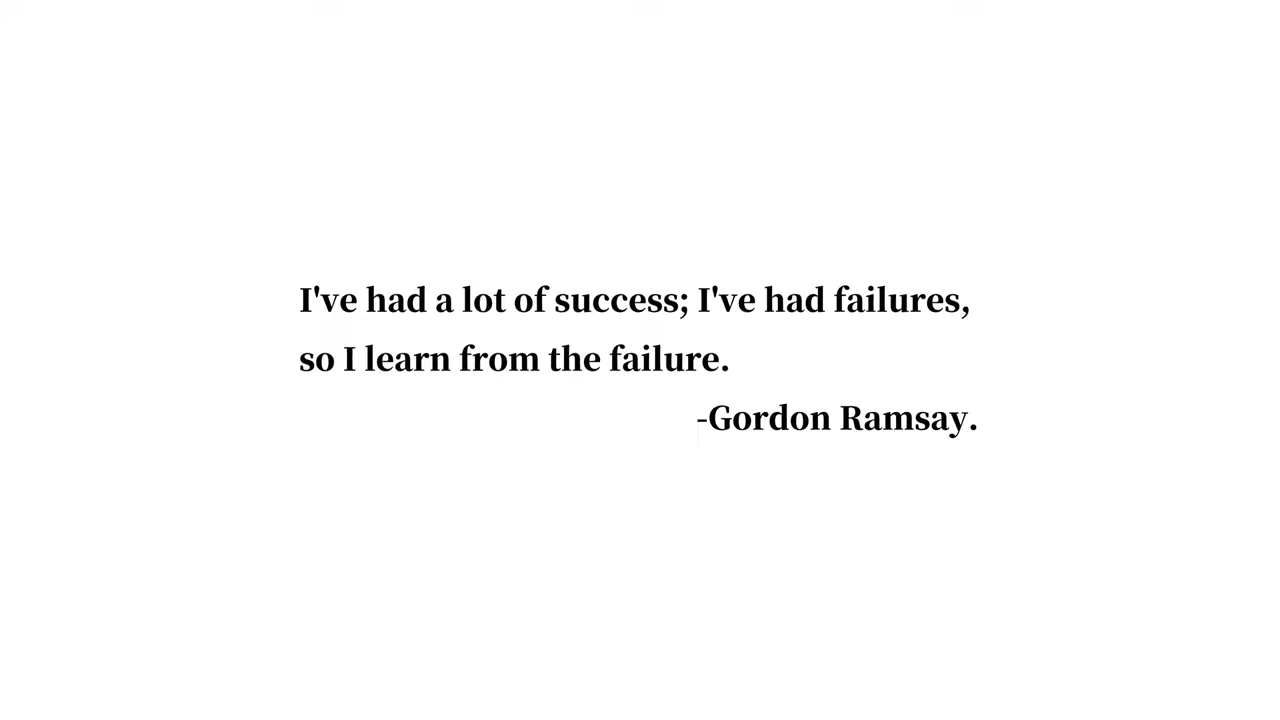 I've had a lot of success; I've had failures,
so I learn from the failure.
-Gordon Ramsay.